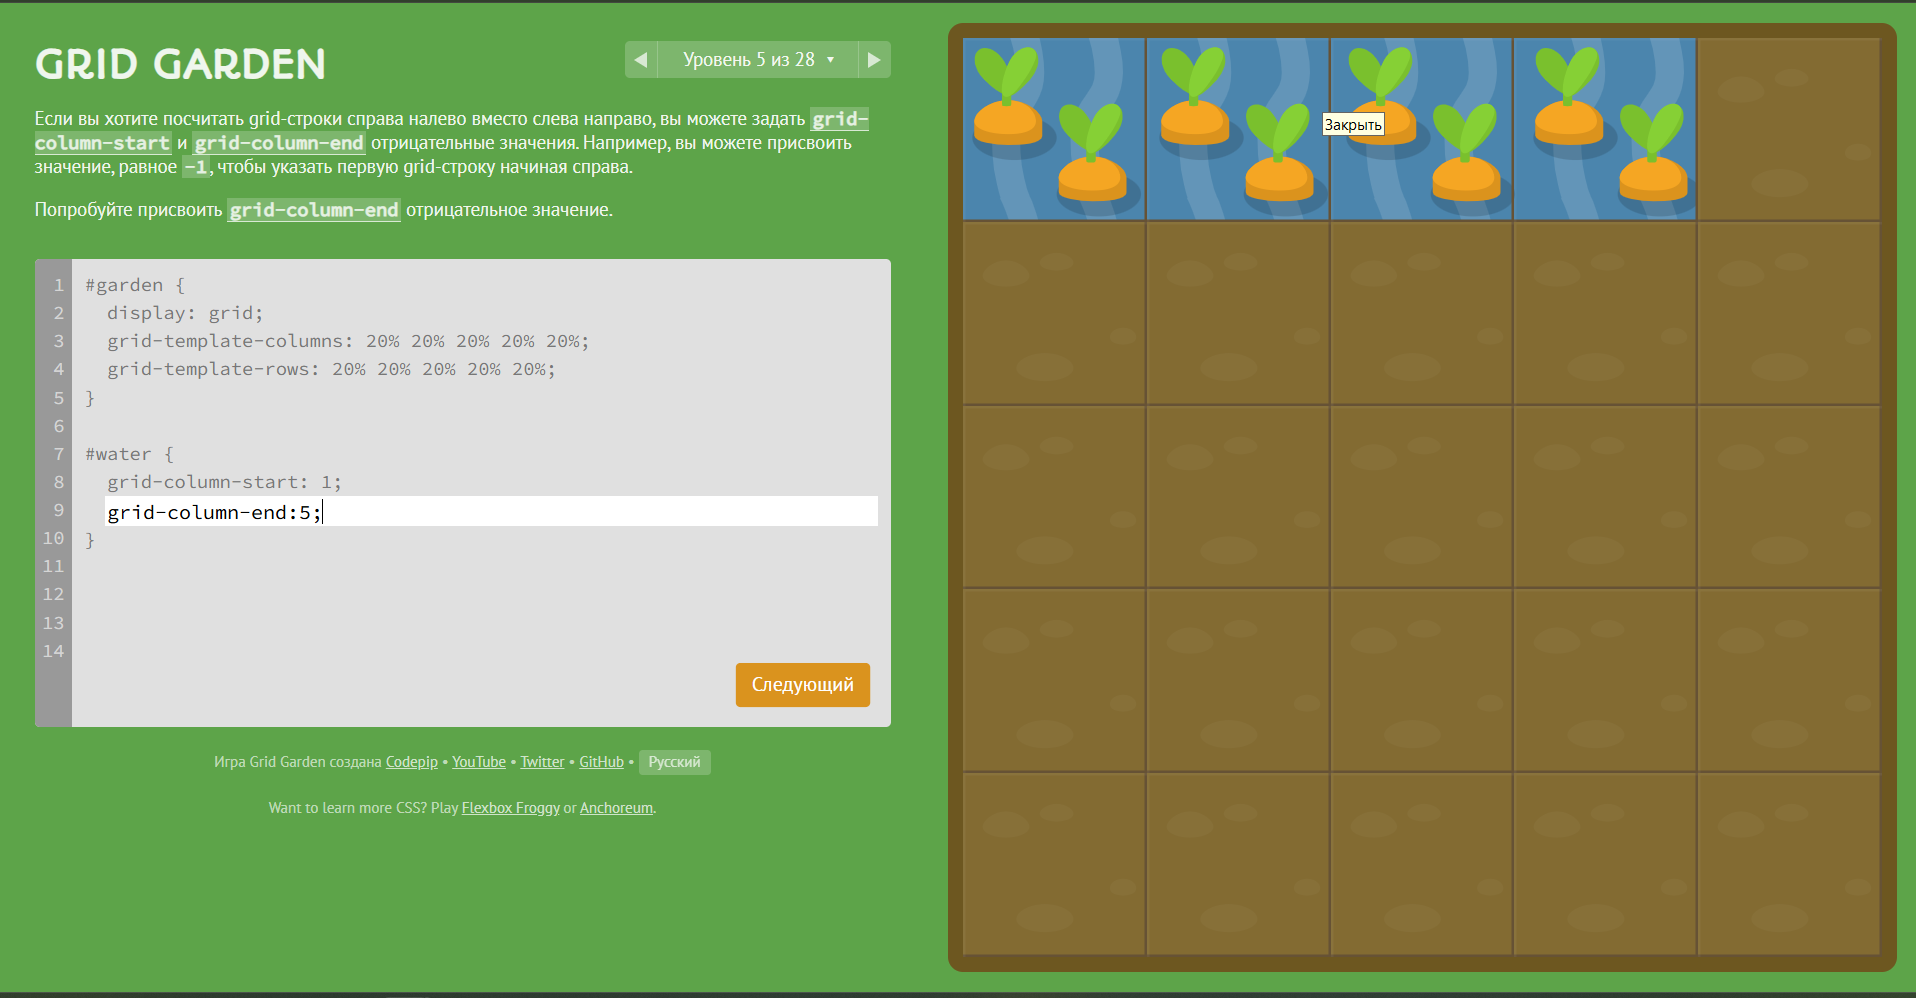 GRID GARDEN
Уровень 5 из 28
Если вы хотите посчитать grid-строки справа налево вместо слева направо, вы можете задать grid-
column-start и grid-column-end отрицательные значения. Например, вы можете присвоить
значение, равное -1, чтобы указать первую grid-строку начиная справа.
Попробуйте присвоить grid-column-end отрицательное значение.
1 #garden {
2 display: grid;
3 grid-template-columns: 20% 20% 20% 20% 20%;
4 grid-template-rows: 20% 20% 20% 20% 20%;
5 }
6
7 #water {
8 grid-column-start: 1;
9 grid-column-end:5;
10 }
11
12
13
14
Следующий
Игра Grid Garden создана Codepip • YouTube • Twitter • GitHub • Русский
Want to learn more CSS? Play Flexbox Froggy or Anchoreum.
Закрыть